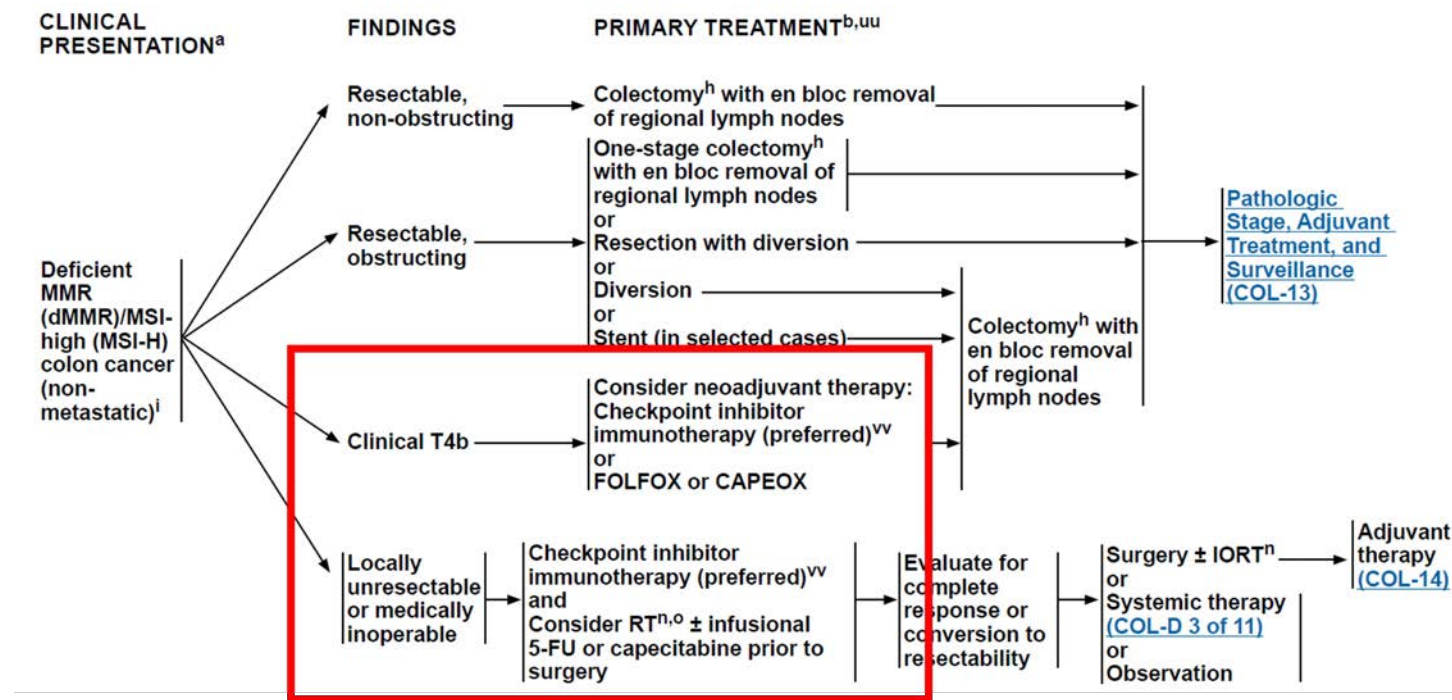 CLINICAL
PRESENTATIONᵃ
FINDINGS
PRIMARY TREATMENTᵇ,ᵘᵘ
Deficient
MMR
(dMMR)/MSI-
high (MSI-H)
colon cancer
(non-
metastatic)ⁱ
Resectable,
non-obstructing
Colectomyʰ with en bloc removal
of regional lymph nodes
Resectable,
obstructing
One-stage colectomyʰ
with en bloc removal of
regional lymph nodes
or
Resection with diversion
or
Diversion
or
Stent (in selected cases)
Colectomyʰ with
en bloc removal
of regional
lymph nodes
Pathologic
Stage, Adjuvant
Treatment, and
Surveillance
(COL-13)
Clinical T4b
Consider neoadjuvant therapy:
Checkpoint inhibitor
immunotherapy (preferred)ᵛᵛ
or
FOLFOX or CAPEOX
Locally
unresectable
or medically
inoperable
Checkpoint inhibitor
immunotherapy (preferred)ᵛᵛ
and
Consider RTⁿ,ᵒ ± infusional
5-FU or capecitabine prior to
surgery
Evaluate for
complete
response or
conversion to
resectability
Surgery ± IORTⁿ
or
Systemic therapy
(COL-D 3 of 11)
or
Observation
Adjuvant
therapy
(COL-14)